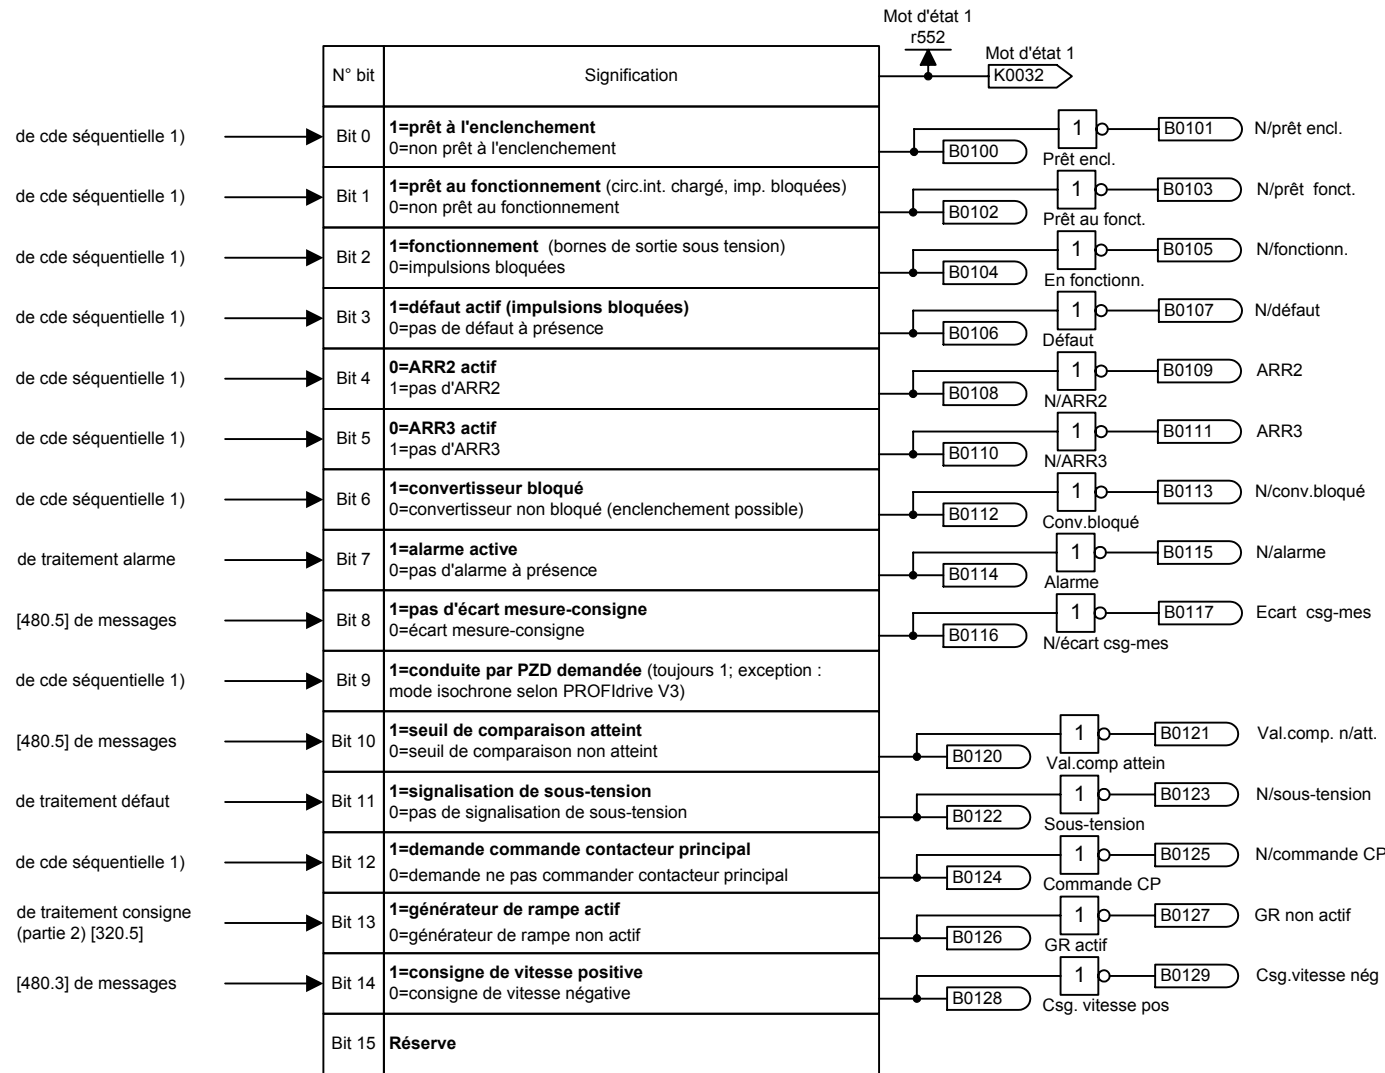 Mot d'état 1
r552
Mot d'état 1
K0032
N° bit
Signification
de cde séquentielle 1)
Bit 0
1=prêt à l'enclenchement
0=non prêt à l'enclenchement
B0100
Prêt encl.
1
B0101
N/prêt encl.
de cde séquentielle 1)
Bit 1
1=prêt au fonctionnement (circ.int. chargé, imp. bloquées)
0=non prêt au fonctionnement
B0102
Prêt au fonct.
1
B0103
N/prêt fonct.
de cde séquentielle 1)
Bit 2
1=fonctionnement (bornes de sortie sous tension)
0=impulsions bloquées
B0104
En fonctionn.
1
B0105
N/fonctionn.
de cde séquentielle 1)
Bit 3
1=défaut actif (impulsions bloquées)
0=pas de défaut à présence
B0106
Défaut
1
B0107
N/défaut
de cde séquentielle 1)
Bit 4
0=ARR2 actif
1=pas d'ARR2
B0108
N/ARR2
1
B0109
ARR2
de cde séquentielle 1)
Bit 5
0=ARR3 actif
1=pas d'ARR3
B0110
N/ARR3
1
B0111
ARR3
de cde séquentielle 1)
Bit 6
1=convertisseur bloqué
0=convertisseur non bloqué (enclenchement possible)
B0112
Conv.bloqué
1
B0113
N/conv.bloqué
de traitement alarme
Bit 7
1=alarme active
0=pas d'alarme à présence
B0114
Alarme
1
B0115
N/alarme
[480.5] de messages
Bit 8
1=pas d'écart mesure-consigne
0=écart mesure-consigne
B0116
N/écart csg-mes
1
B0117
Ecart csg-mes
de cde séquentielle 1)
Bit 9
1=conduite par PZD demandée (toujours 1; exception :
mode isochrone selon PROFIdrive V3)
[480.5] de messages
Bit 10
1=seuil de comparaison atteint
0=seuil de comparaison non atteint
B0120
Val.comp attein
1
B0121
Val.comp. n/att.
de traitement défaut
Bit 11
1=signalisation de sous-tension
0=pas de signalisation de sous-tension
B0122
Sous-tension
1
B0123
N/sous-tension
de cde séquentielle 1)
Bit 12
1=demande commande contacteur principal
0=demande ne pas commander contacteur principal
B0124
Commande CP
1
B0125
N/commande CP
de traitement consigne
(partie 2) [320.5]
Bit 13
1=générateur de rampe actif
0=générateur de rampe non actif
B0126
GR actif
1
B0127
GR non actif
[480.3] de messages
Bit 14
1=consigne de vitesse positive
0=consigne de vitesse négative
B0128
Csg. vitesse pos
1
B0129
Csg.vitesse nég
Bit 15
Réserve